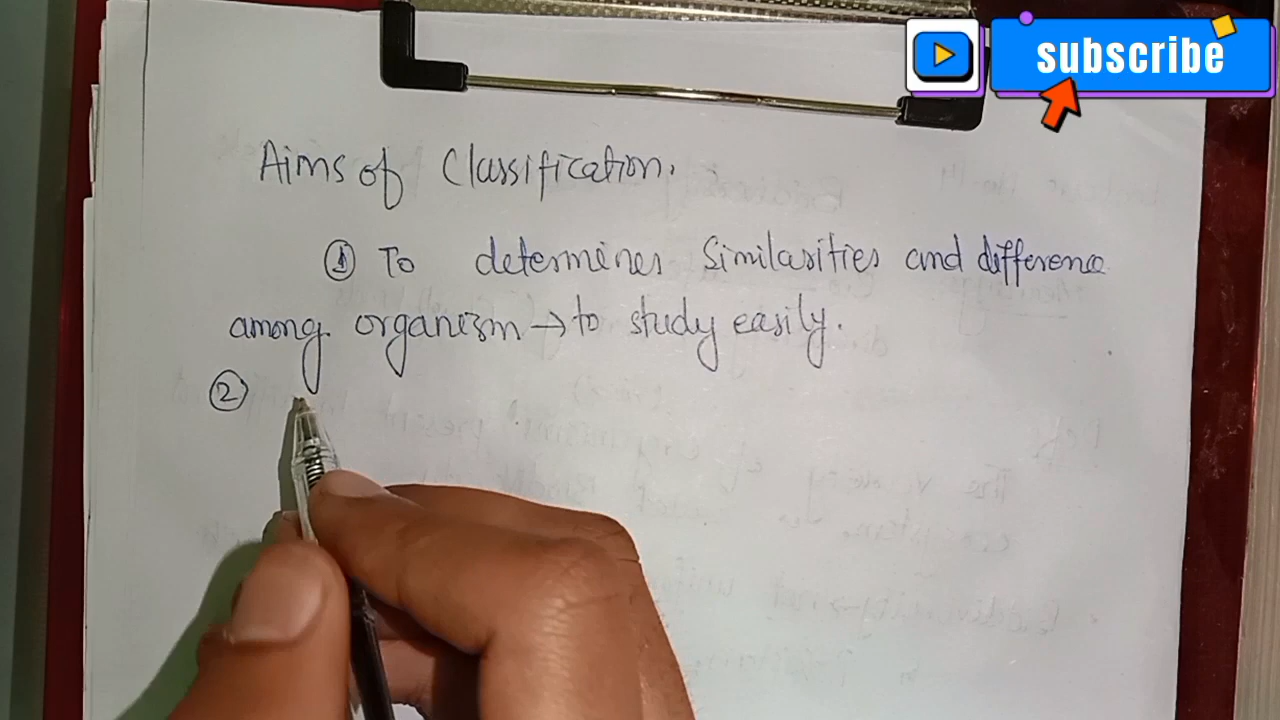 subscribe
Aims of Classification.
① To determines Similarities and difference
among organism → to study easily.
②